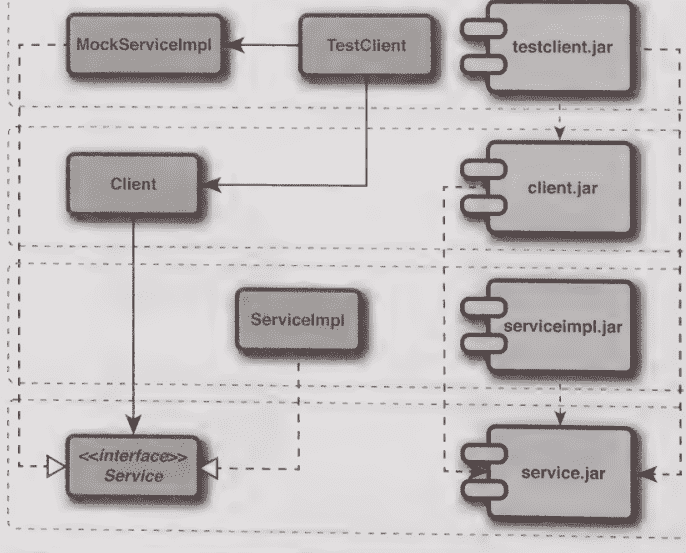 MockServiceImpl
TestClient
testclient.jar
Client
client.jar
ServiceImpl
serviceimpl.jar
<<interface>>
Service
service.jar